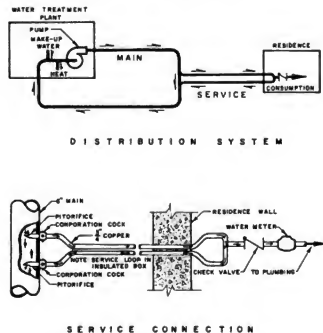 WATER TREATMENT
PLANT
PUMP
MAKE-UP
WATER
HEAT
MAIN
SERVICE
RESIDENCE
CONSUMPTION
DISTRIBUTION SYSTEM
6" MAIN
PITORIFICE
CORPORATION COCK
COPPER
NOTE SERVICE LOOP IN
INSULATED BOX
CORPORATION COCK
PITORIFICE
RESIDENCE WALL
WATER METER
CHECK VALVE
TO PLUMBING
SERVICE CONNECTION